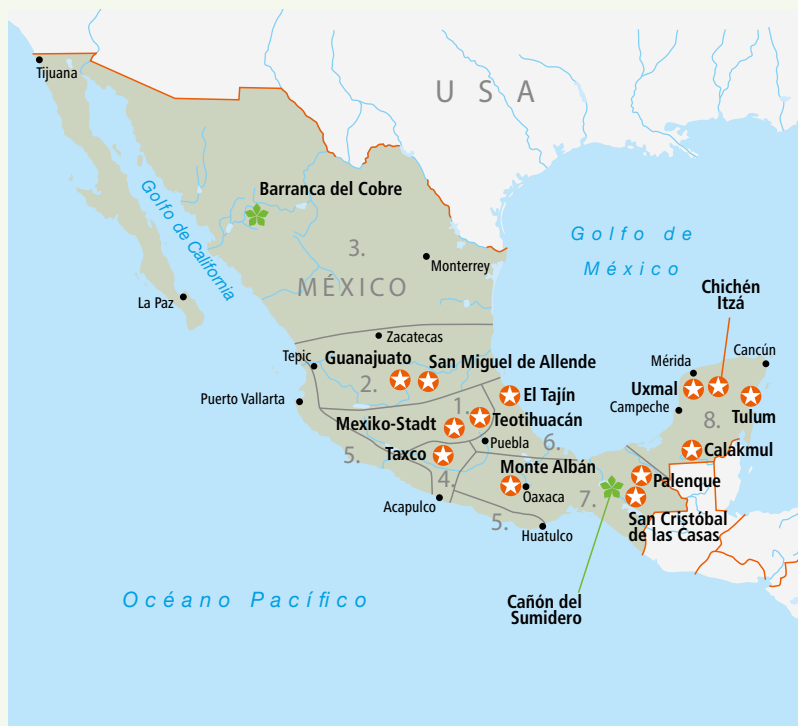 Tijuana
U S A
Barranca del Cobre
Golfo de California
Golfo de
México
3.
Monterrey
MÉXICO
La Paz
Chichén
Itzá
Zacatecas
Cancún
Mérida
Tepic
Guanajuato
San Miguel de Allende
2.
Uxmal
El Tajín
Puerto Vallarta
Campeche
Tulum
1.
Teotihuacán
8.
Mexiko-Stadt
Puebla
6.
Calákmul
5.
Taxco
Monte Albán
Palenque
4.
Oaxaca
7.
Acapulco
5.
San Cristóbal
de las Casas
Huatulco
Océano Pacífico
Cañón del
Sumidero